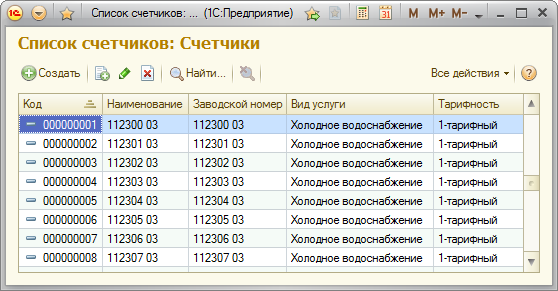 1С Список счетчиков: ... (1С:Предприятие) 31 M M+ M-
Список счетчиков: Счетчики
Создать Найти... Все действия ?
Код Наименование Заводской номер Вид услуги Тарифность
000000001 112300 03 112300 03 Холодное водоснабжение 1-тарифный
000000002 112301 03 112301 03 Холодное водоснабжение 1-тарифный
000000003 112302 03 112302 03 Холодное водоснабжение 1-тарифный
000000004 112303 03 112303 03 Холодное водоснабжение 1-тарифный
000000005 112304 03 112304 03 Холодное водоснабжение 1-тарифный
000000006 112305 03 112305 03 Холодное водоснабжение 1-тарифный
000000007 112306 03 112306 03 Холодное водоснабжение 1-тарифный
000000008 112307 03 112307 03 Холодное водоснабжение 1-тарифный